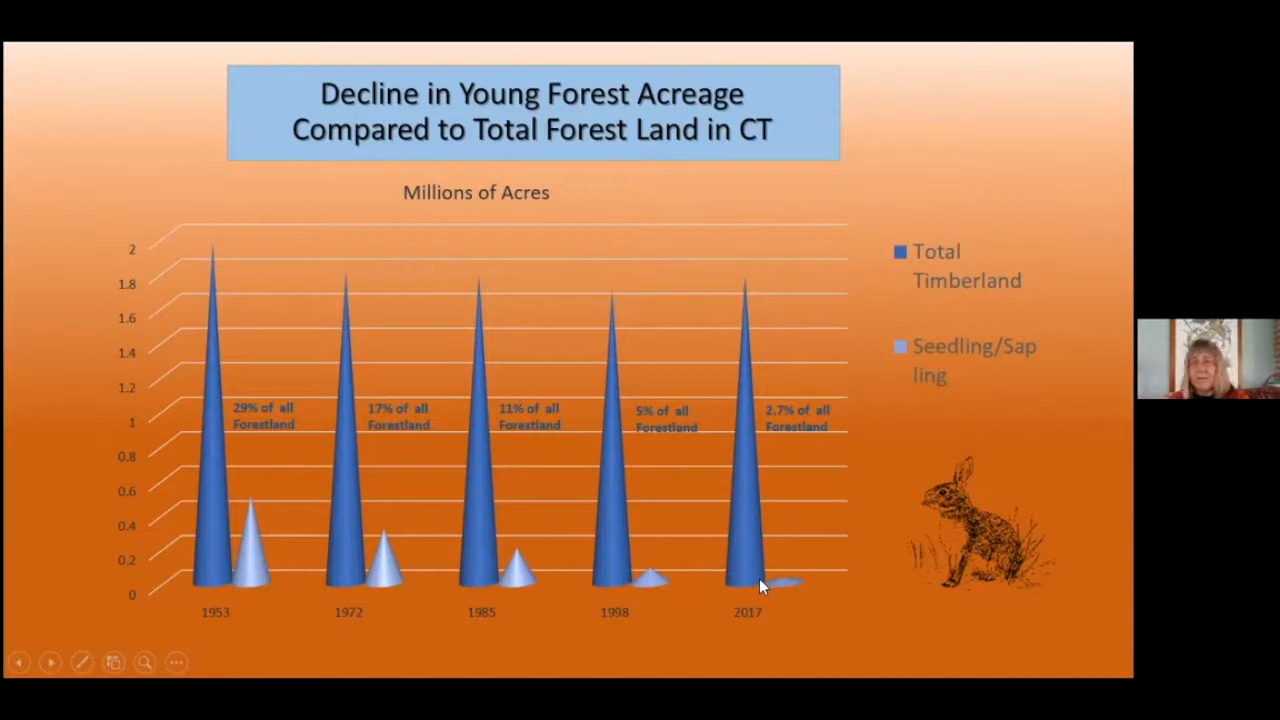 Decline in Young Forest Acreage
Compared to Total Forest Land in CT
Millions of Acres
2
1.8
1.6
1.4
1.2
1
0.8
0.6
0.4
0.2
0
29% of all
Forestland
17% of all
Forestland
11% of all
Forestland
5% of all
Forestland
2.7% of all
Forestland
1953
1972
1985
1998
2017
Total
Timberland
Seedling/Sap
ling